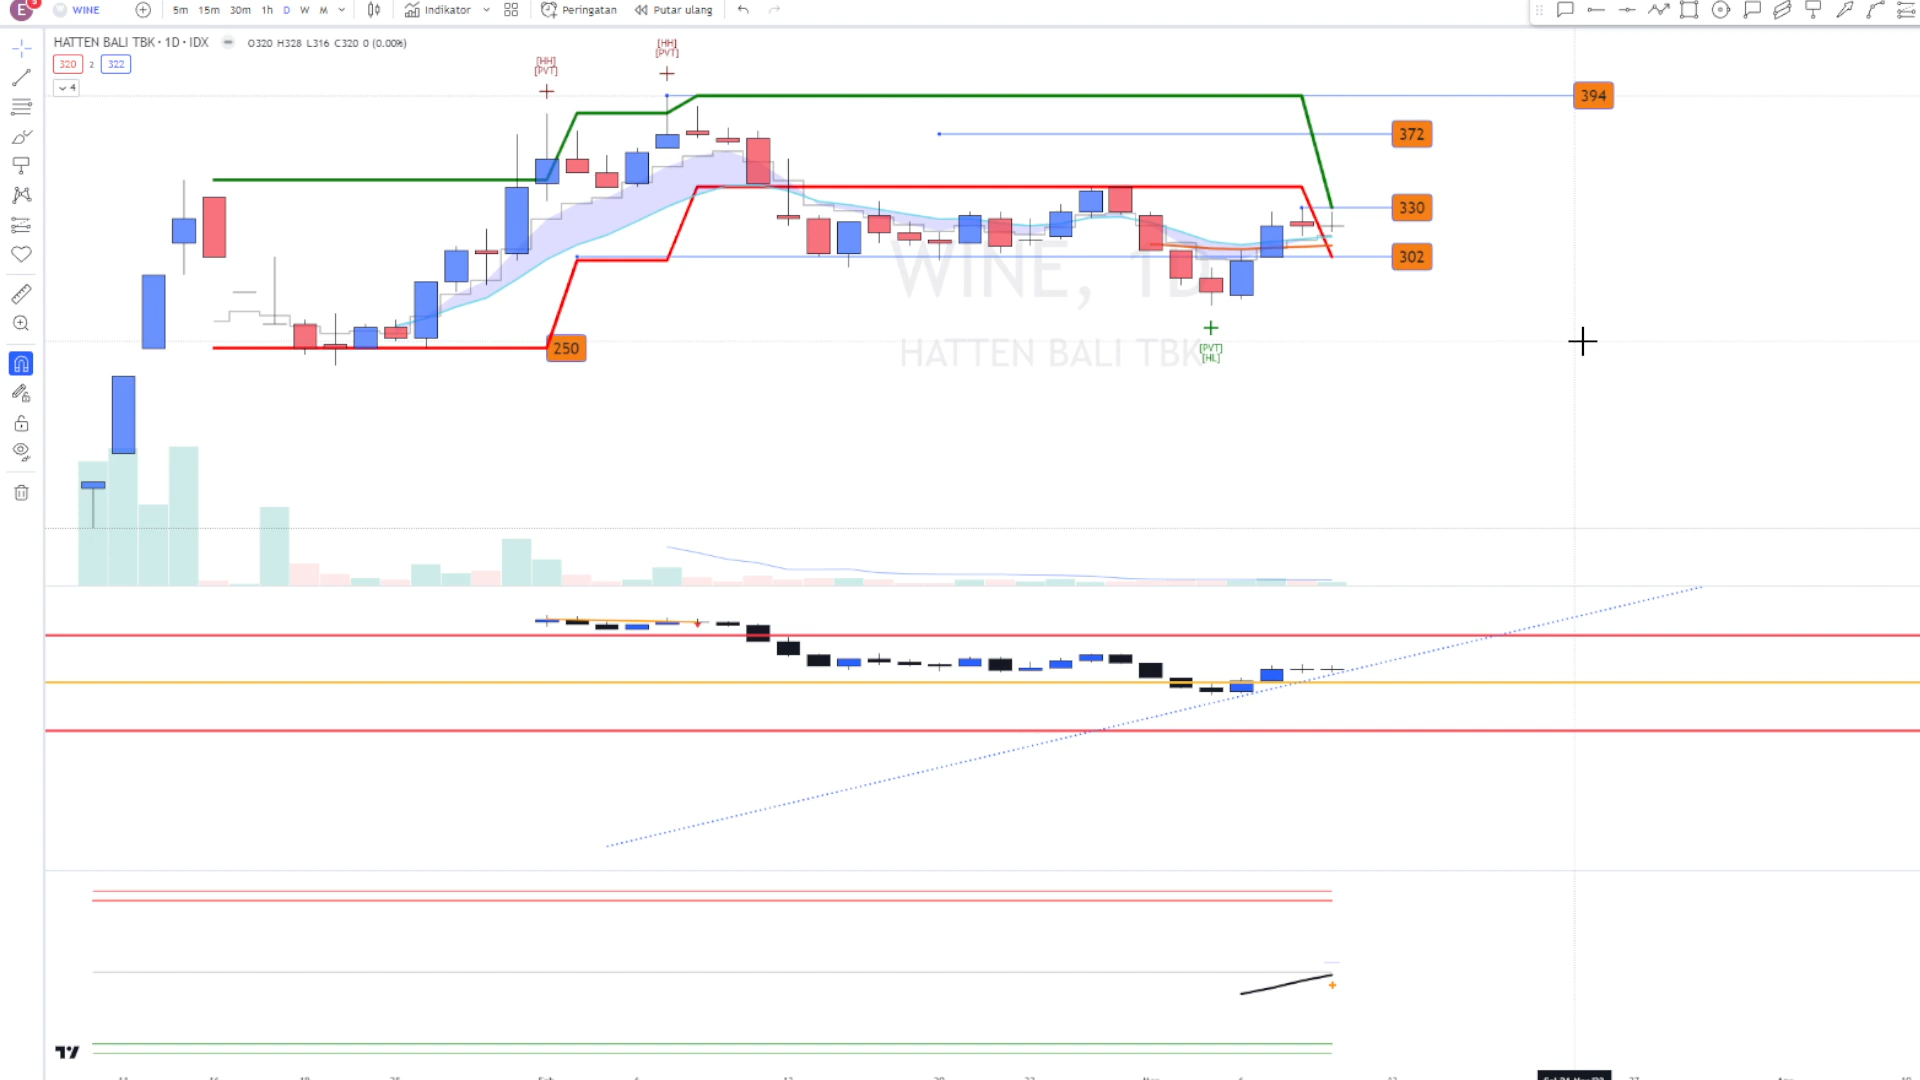 E 5 WINE 5m 15m 30m 1h D W M Indikator Peringatan Putar ulang
HATTEN BALI TBK · 1D · IDX O320 H328 L316 C320 0 (0.00%)
320 2 322
4
[HH]
[PVT]
[HH]
[PVT]
394
372
330
302
250
WINE, 1D
HATTEN BALI TBK
[PVT]
[HL]